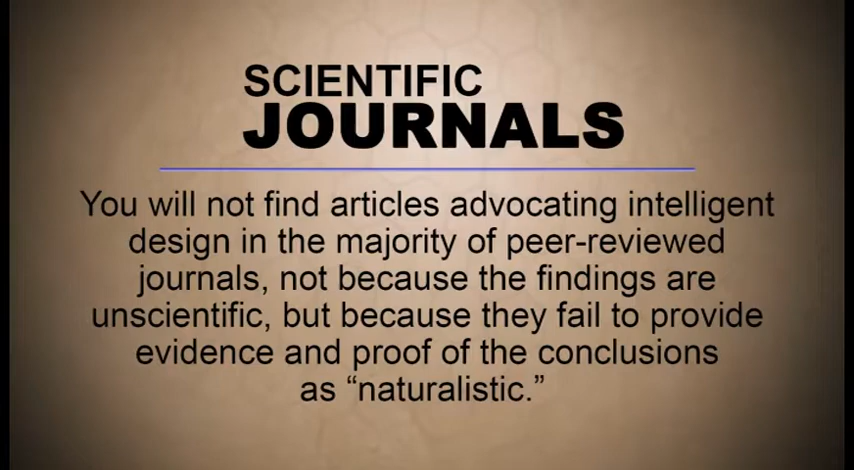 SCIENTIFIC
JOURNALS
You will not find articles advocating intelligent
design in the majority of peer-reviewed
journals, not because the findings are
unscientific, but because they fail to provide
evidence and proof of the conclusions
as “naturalistic.”